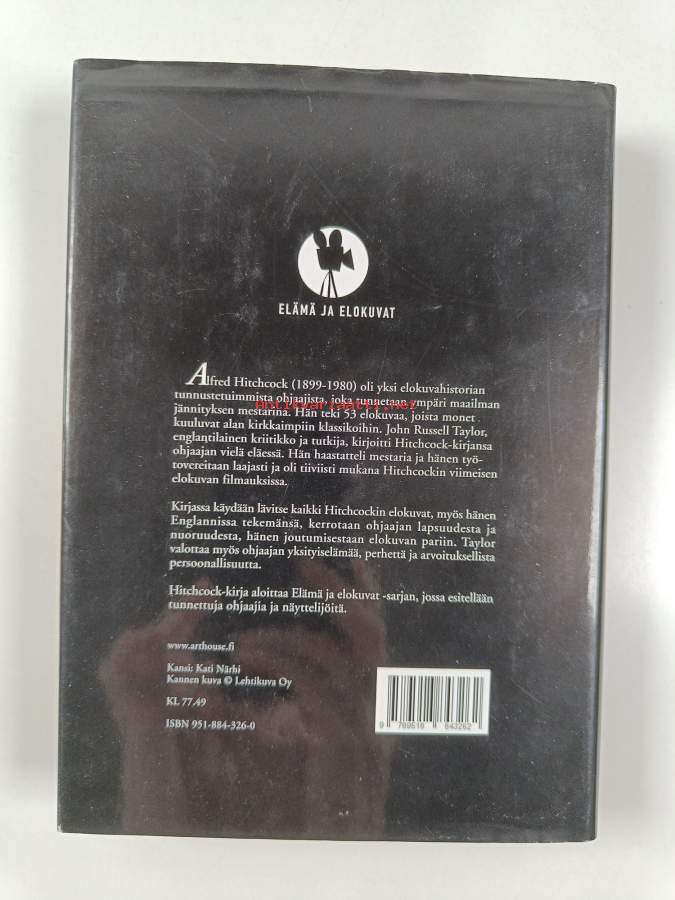 ELÄMÄ JA ELOKUVAT
Alfred Hitchcock (1899-1980) oli yksi elokuvahistorian
tunnustetuimmista ohjaajista, joka tunnetaan ympäri maailman
antikvariaatti.net
jännityksen mestarina. Hän teki 53 elokuvaa, joista monet
kuuluvat alan kirkkaimpiin klassikoihin. John Russell Taylor,
englantilainen kriitikko ja tutkija, kirjoitti Hitchcock-kirjansa
ohjaajan vielä eläessä. Hän haastatteli mestaria ja hänen työ-
tovereitaan laajasti ja oli tiiviisti mukana Hitchcockin viimeisen
elokuvan filmauksissa.
Kirjassa käydään lävitse kaikki Hitchcockin elokuvat, myös hänen
Englannissa tekemänsä, kerrotaan ohjaajan lapsuudesta ja
nuoruudesta, hänen joutumisestaan elokuvan pariin. Taylor
valottaa myös ohjaajan yksityiselämää, perhettä ja arvoituksellista
persoonallisuutta.
Hitchcock-kirja aloittaa Elämä ja elokuvat -sarjan, jossa esitellään
tunnettuja ohjaajia ja näyttelijöitä.
www.arthouse.fi
Kansi: Kati Närhi
Kannen kuva © Lehtikuva Oy
KL 77.49
ISBN 951-884-326-0
9 789518 843262